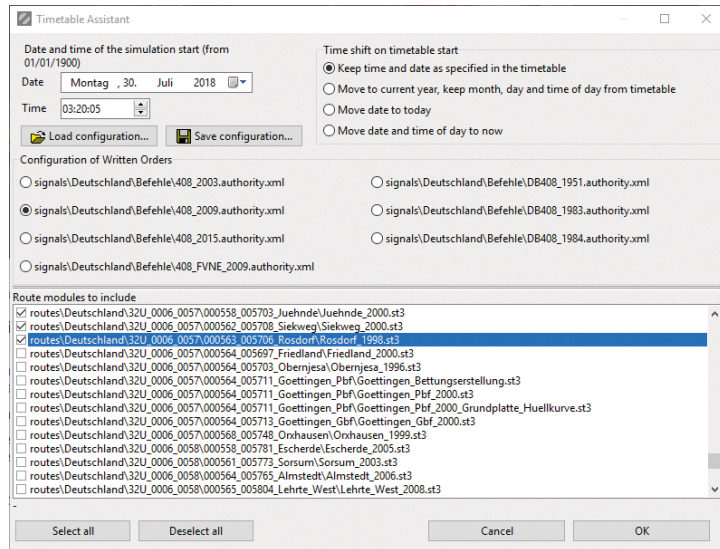 Timetable Assistant
Date and time of the simulation start (from
01/01/1900)
Date Montag , 30. Juli 2018
Time 03:20:05
Load configuration... Save configuration...
Time shift on timetable start
Keep time and date as specified in the timetable
Move to current year, keep month, day and time of day from timetable
Move date to today
Move date and time of day to now
Configuration of Written Orders
signals\Deutschland\Befehle\408_2003.authority.xml signals\Deutschland\Befehle\DB408_1951.authority.xml
signals\Deutschland\Befehle\408_2009.authority.xml signals\Deutschland\Befehle\DB408_1983.authority.xml
signals\Deutschland\Befehle\408_2015.authority.xml signals\Deutschland\Befehle\DB408_1984.authority.xml
signals\Deutschland\Befehle\408_FVNE_2009.authority.xml
Route modules to include
routes\Deutschland\32U_0006_0057\000558_005703_Juehnde\Juehnde_2000.st3
routes\Deutschland\32U_0006_0057\000562_005708_Siekweg\Siekweg_2000.st3
routes\Deutschland\32U_0006_0057\000563_005706_Rosdorf\Rosdorf_1998.st3
routes\Deutschland\32U_0006_0057\000564_005697_Friedland\Friedland_2000.st3
routes\Deutschland\32U_0006_0057\000564_005703_Obernjesa\Obernjesa_1996.st3
routes\Deutschland\32U_0006_0057\000564_005711_Goettingen_Pbf\Goettingen_Bettungserstellung.st3
routes\Deutschland\32U_0006_0057\000564_005711_Goettingen_Pbf\Goettingen_Pbf_2000.st3
routes\Deutschland\32U_0006_0057\000564_005711_Goettingen_Pbf\Goettingen_Pbf_2000_Grundplatte_Huellkurve.st3
routes\Deutschland\32U_0006_0057\000564_005713_Goettingen_Gbf\Goettingen_Gbf_2000.st3
routes\Deutschland\32U_0006_0057\000568_005748_Orxhausen\Orxhausen_1999.st3
routes\Deutschland\32U_0006_0058\000558_005781_Escherde\Escherde_2005.st3
routes\Deutschland\32U_0006_0058\000561_005773_Sorsum\Sorsum_2003.st3
routes\Deutschland\32U_0006_0058\000564_005765_Almstedt\Almstedt_2006.st3
routes\Deutschland\32U_0006_0058\000565_005804_Lehrte_West\Lehrte_West_2008.st3
-
Select all Deselect all Cancel OK